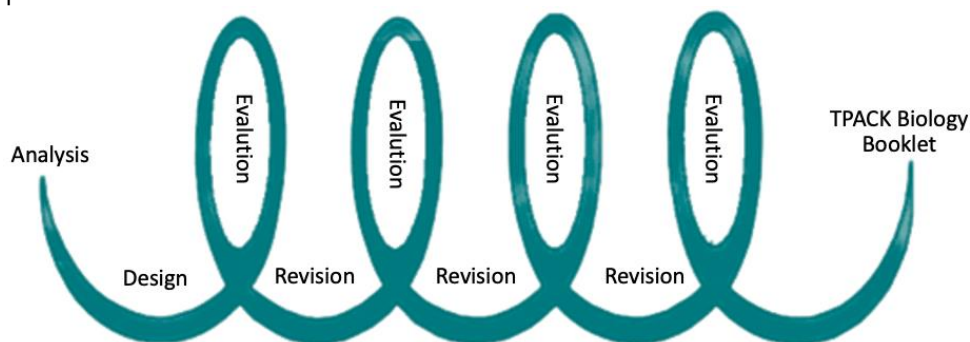 Analysis
Design
Evalution
Revision
Evalution
Revision
Evalution
Revision
Evalution
TPACK Biology
Booklet